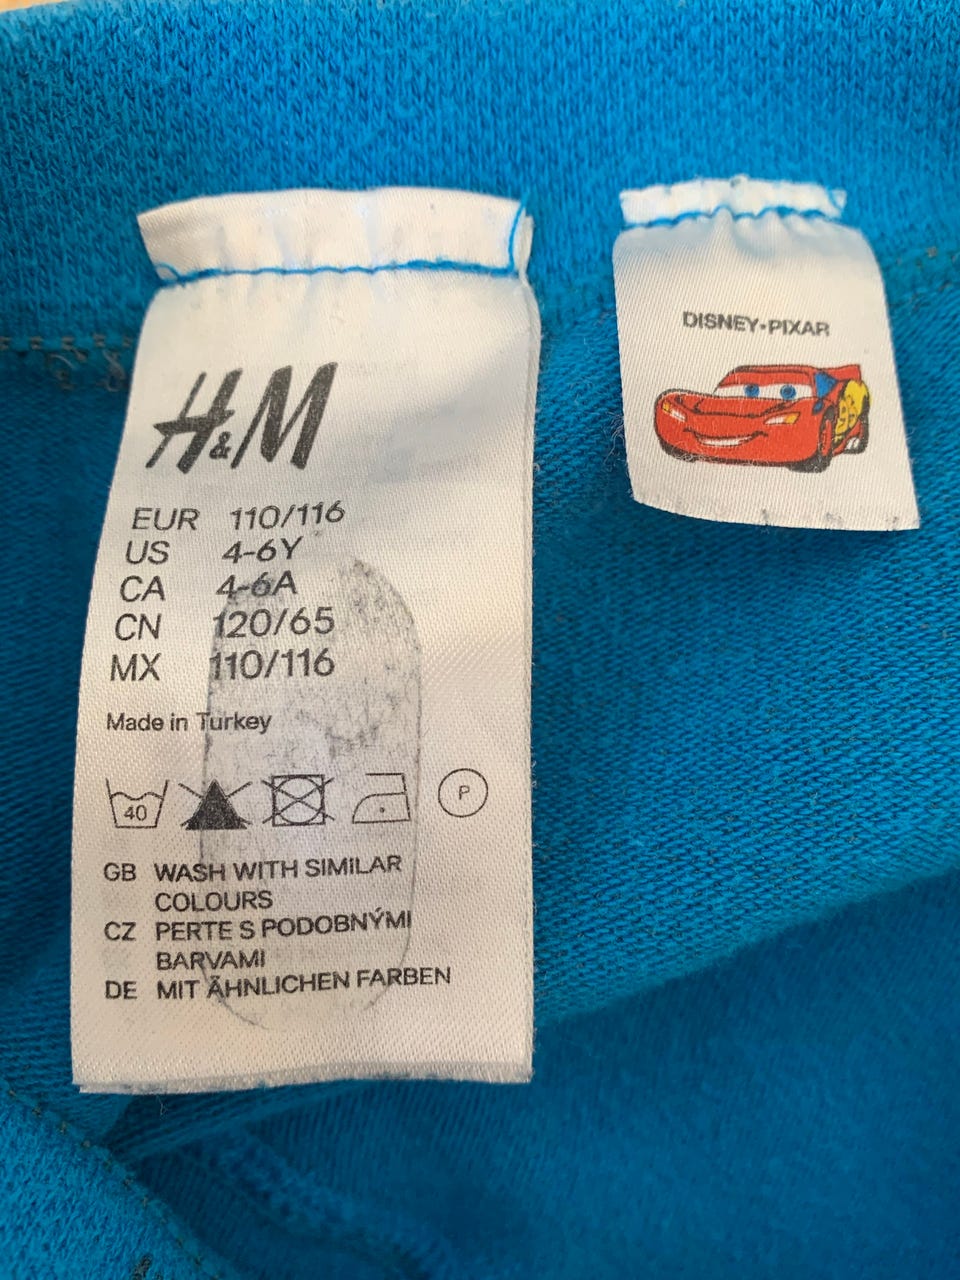 H&M
EUR 110/116
US 4-6Y
CA 4-6A
CN 120/65
MX 110/116
Made in Turkey
40
P
GB WASH WITH SIMILAR
COLOURS
CZ PERTE S PODOBNÝMI
BARVAMI
DE MIT ÄHNLICHEN FARBEN
DISNEY•PIXAR
95